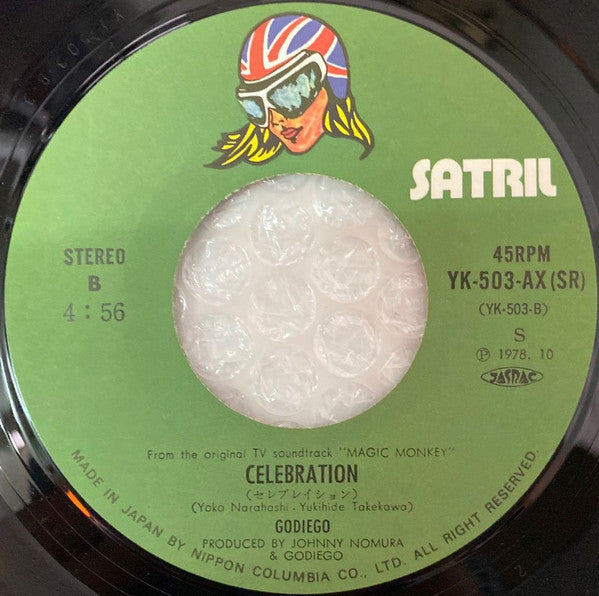 SATRIL
STEREO
B
4:56
45RPM
YK-503-AX(SR)
(YK-503-B)
S
Ⓟ 1978. 10
JASRAC
From the original TV soundtrack "MAGIC MONKEY"
CELEBRATION
(セレブレイション)
(Yoko Narahashi - Yukihide Takekawa)
GODIEGO
PRODUCED BY JOHNNY NOMURA
& GODIEGO
MADE IN JAPAN BY NIPPON COLUMBIA CO., LTD. ALL RIGHT RESERVED.